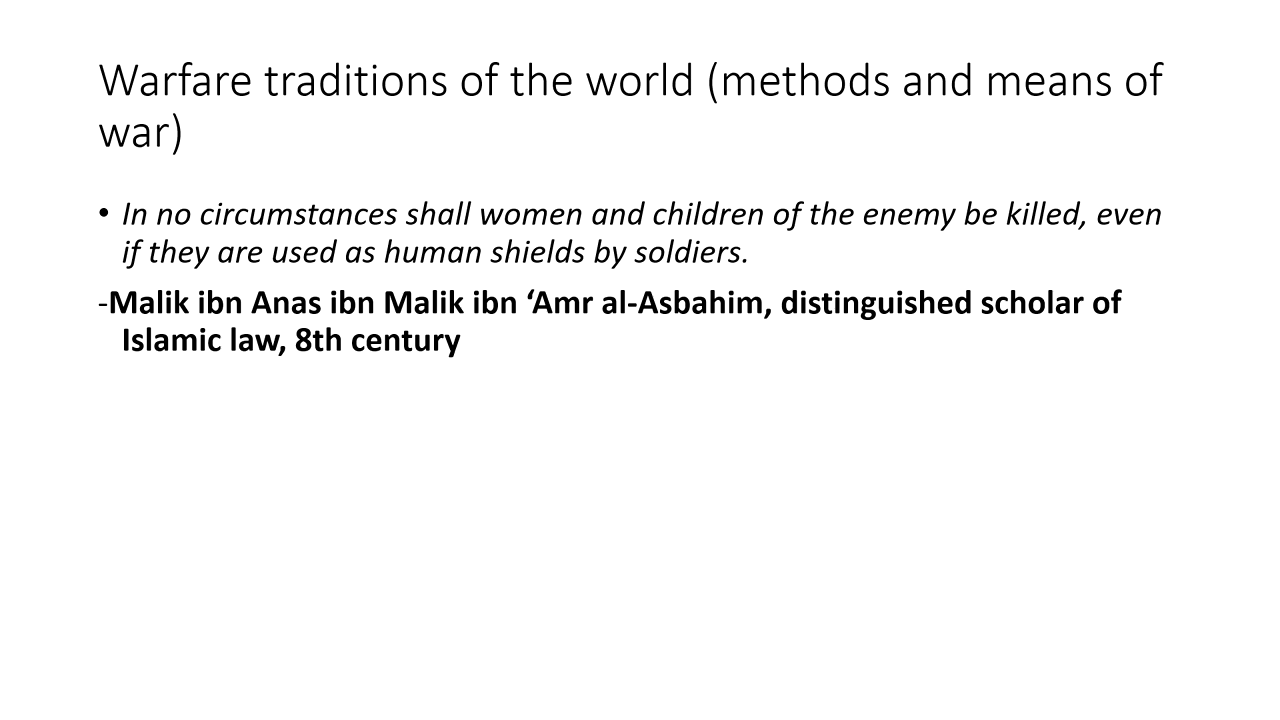 Warfare traditions of the world (methods and means of
war)
• In no circumstances shall women and children of the enemy be killed, even
if they are used as human shields by soldiers.
-Malik ibn Anas ibn Malik ibn ‘Amr al-Asbahim, distinguished scholar of
Islamic law, 8th century